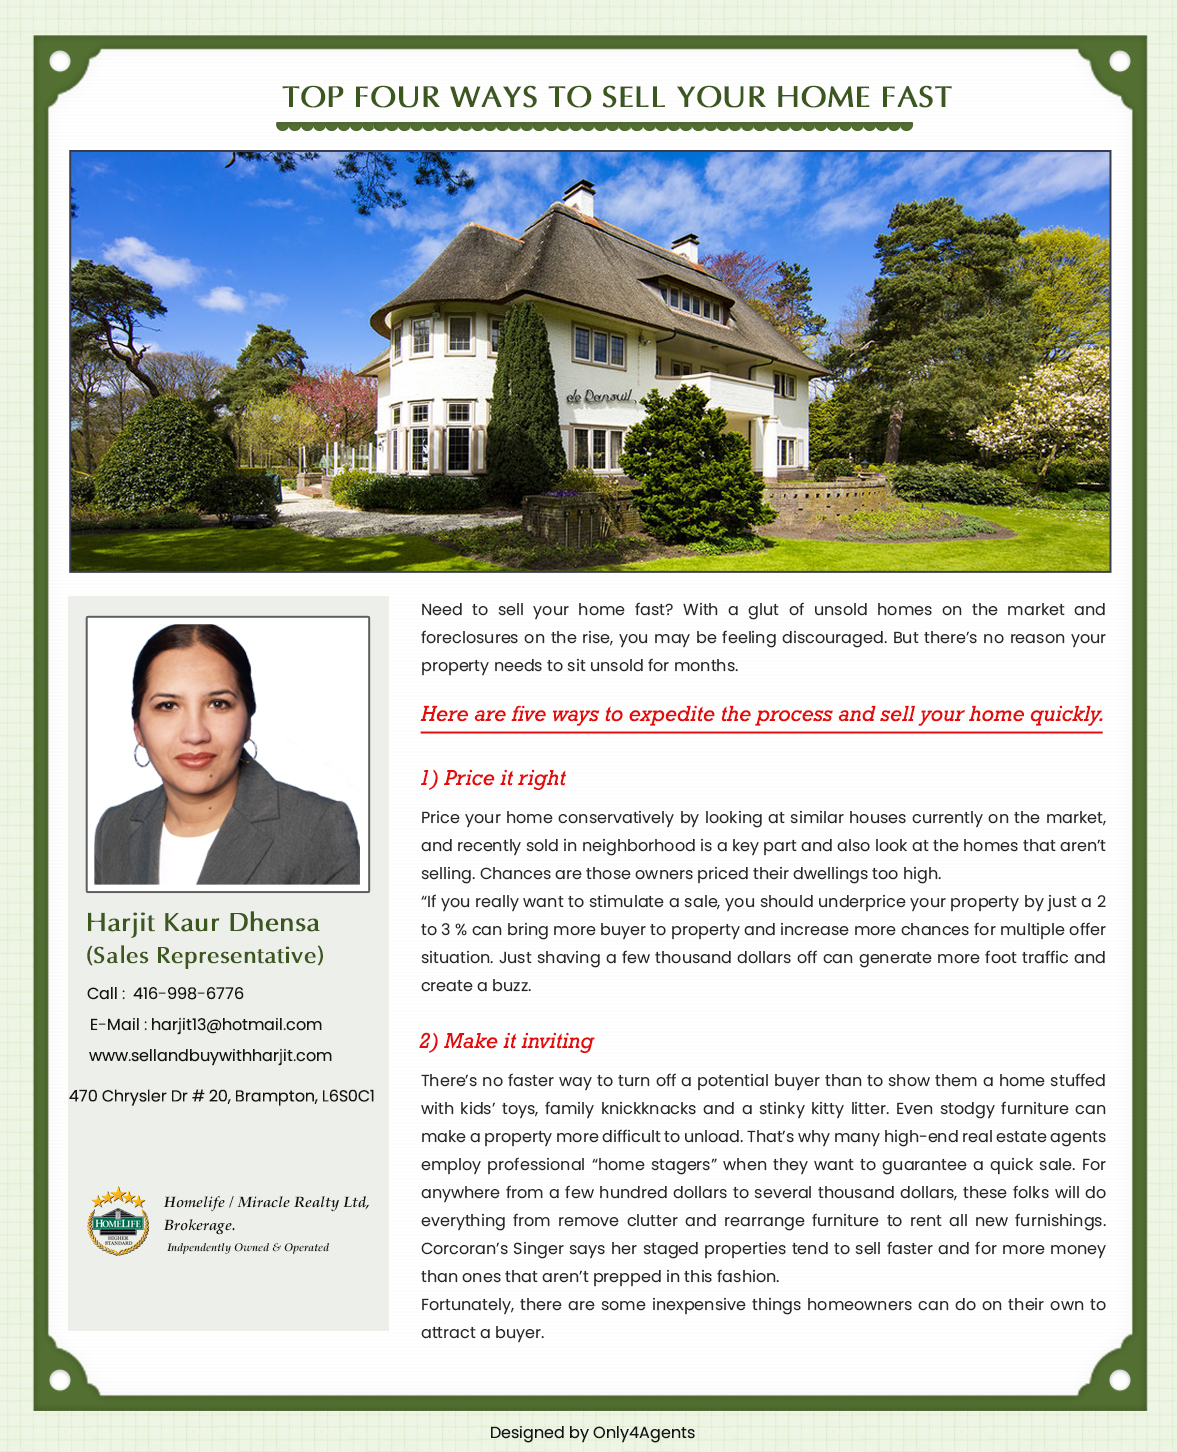 TOP FOUR WAYS TO SELL YOUR HOME FAST
de Zonsuil
Need to sell your home fast? With a glut of unsold homes on the market and
foreclosures on the rise, you may be feeling discouraged. But there's no reason your
property needs to sit unsold for months.
Here are five ways to expedite the process and sell your home quickly.
1) Price it right
Price your home conservatively by looking at similar houses currently on the market,
and recently sold in neighborhood is a key part and also look at the homes that aren't
selling. Chances are those owners priced their dwellings too high.
“If you really want to stimulate a sale, you should underprice your property by just a 2
to 3 % can bring more buyer to property and increase more chances for multiple offer
situation. Just shaving a few thousand dollars off can generate more foot traffic and
create a buzz.
2) Make it inviting
There's no faster way to turn off a potential buyer than to show them a home stuffed
with kids' toys, family knickknacks and a stinky kitty litter. Even stodgy furniture can
make a property more difficult to unload. That's why many high-end real estate agents
employ professional “home stagers” when they want to guarantee a quick sale. For
anywhere from a few hundred dollars to several thousand dollars, these folks will do
everything from remove clutter and rearrange furniture to rent all new furnishings.
Corcoran's Singer says her staged properties tend to sell faster and for more money
than ones that aren't prepped in this fashion.
Fortunately, there are some inexpensive things homeowners can do on their own to
attract a buyer.
Harjit Kaur Dhensa
(Sales Representative)
Call : 416-998-6776
E-Mail : harjit13@hotmail.com
www.sellandbuywithharjit.com
470 Chrysler Dr # 20, Brampton, L6S0C1
HOMELIFE
HIGHER
STANDARD
Homelife / Miracle Realty Ltd,
Brokerage.
Indpendently Owned & Operated
Designed by Only4Agents